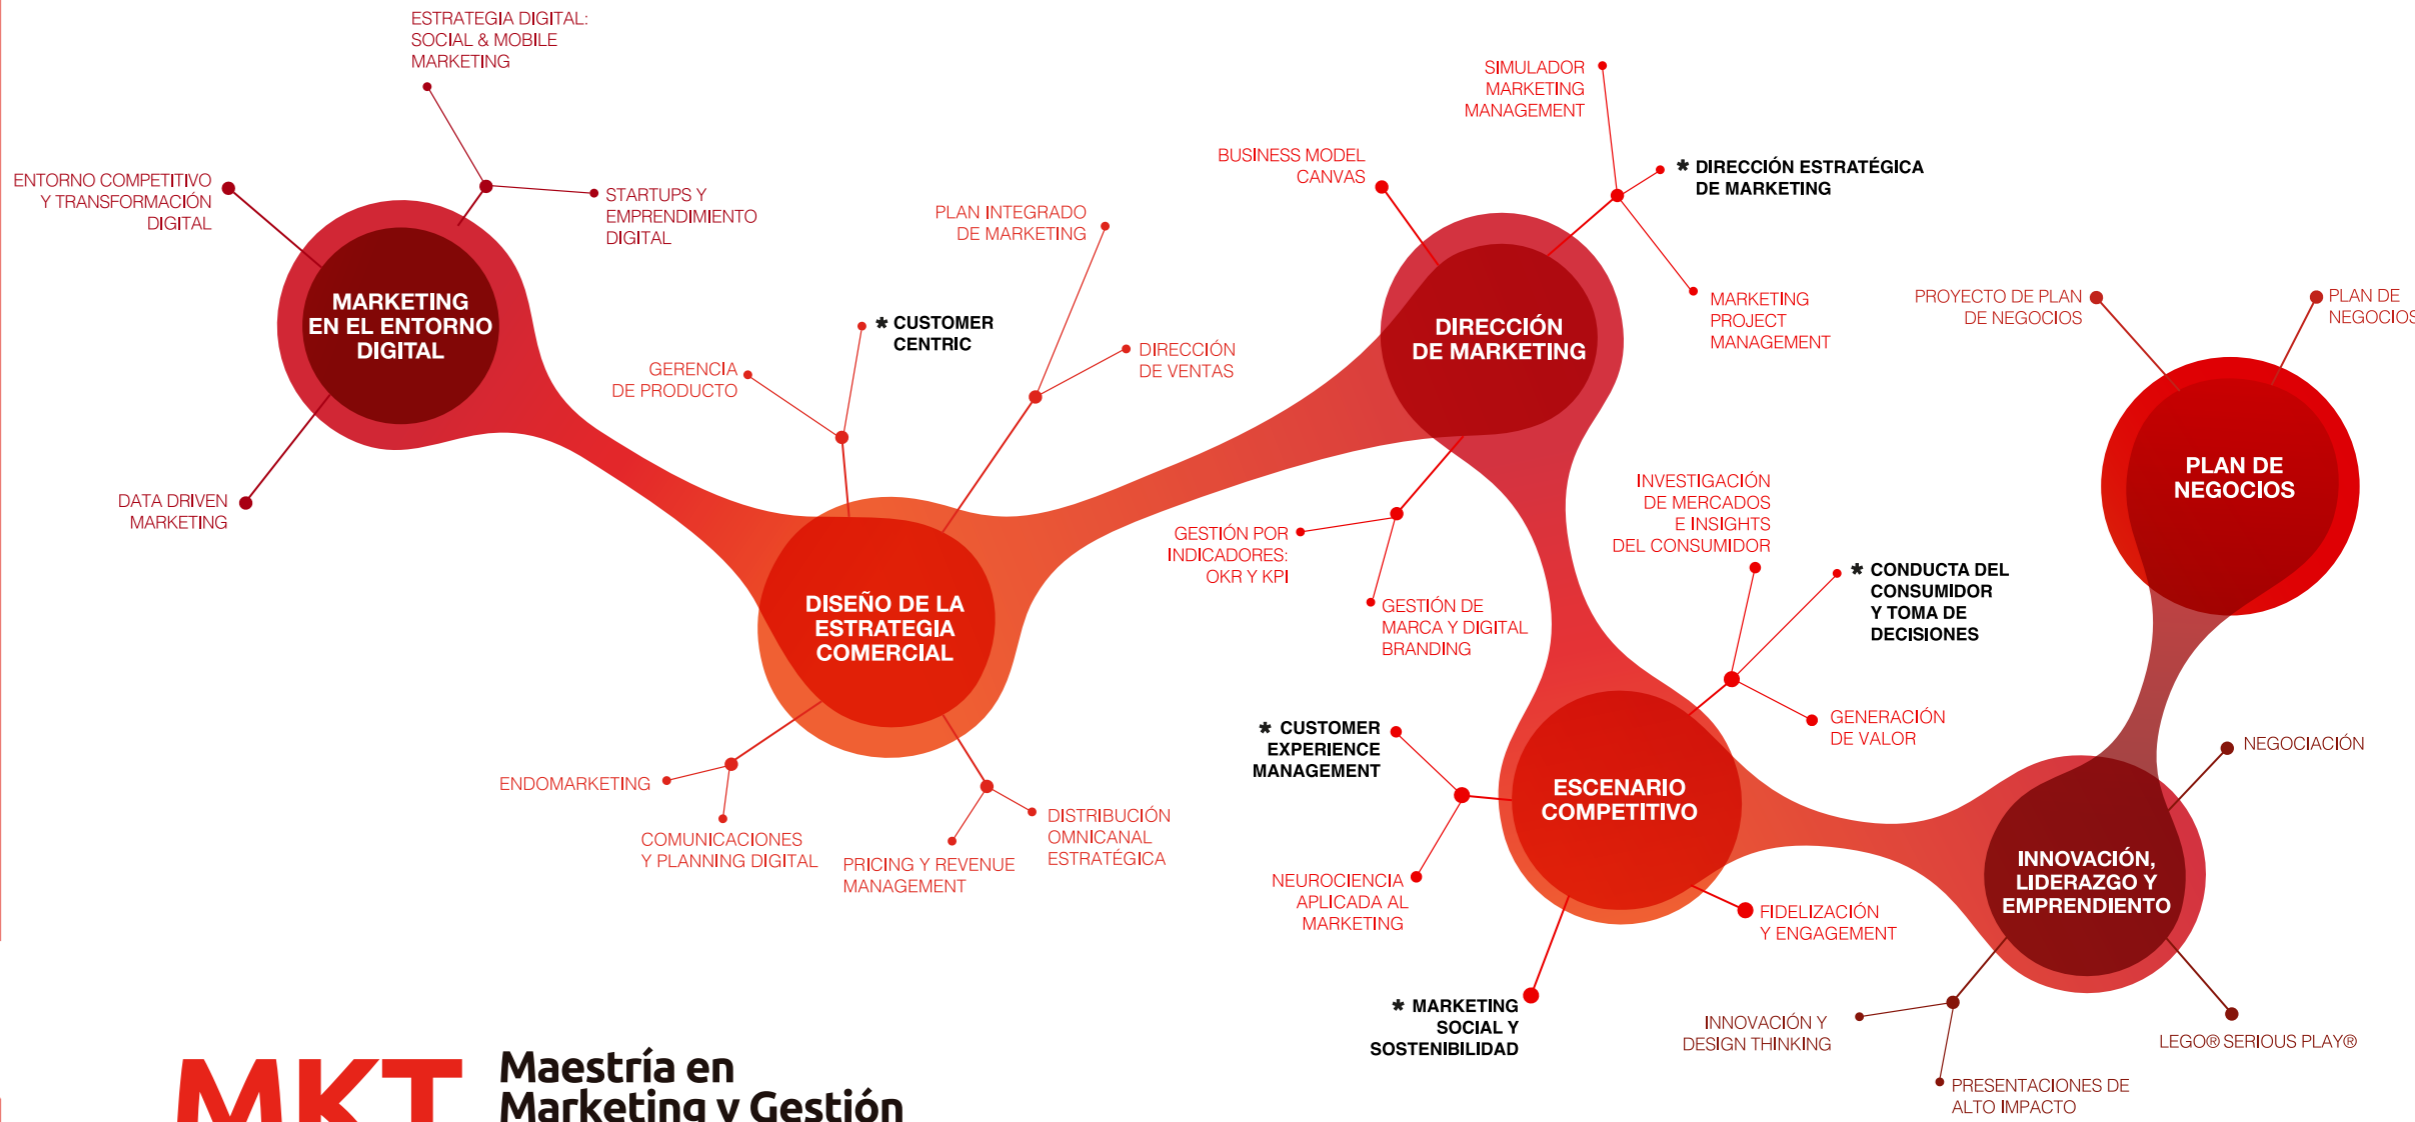 ESTRATEGIA DIGITAL:
SOCIAL & MOBILE
MARKETING
ENTORNO COMPETITIVO
Y TRANSFORMACIÓN
DIGITAL
STARTUPS Y
EMPRENDIMIENTO
DIGITAL
MARKETING
EN EL ENTORNO
DIGITAL
DATA DRIVEN
MARKETING
GERENCIA
DE PRODUCTO
* CUSTOMER
CENTRIC
PLAN INTEGRADO
DE MARKETING
DIRECCIÓN
DE VENTAS
DISEÑO DE LA
ESTRATEGIA
COMERCIAL
ENDOMARKETING
COMUNICACIONES
Y PLANNING DIGITAL
PRICING Y REVENUE
MANAGEMENT
DISTRIBUCIÓN
OMNICANAL
ESTRATÉGICA
BUSINESS MODEL
CANVAS
SIMULADOR
MARKETING
MANAGEMENT
* DIRECCIÓN ESTRATÉGICA
DE MARKETING
MARKETING
PROJECT
MANAGEMENT
DIRECCIÓN
DE MARKETING
GESTIÓN POR
INDICADORES:
OKR Y KPI
GESTIÓN DE
MARCA Y DIGITAL
BRANDING
INVESTIGACIÓN
DE MERCADOS
E INSIGHTS
DEL CONSUMIDOR
* CONDUCTA DEL
CONSUMIDOR
Y TOMA DE
DECISIONES
GENERACIÓN
DE VALOR
* CUSTOMER
EXPERIENCE
MANAGEMENT
ESCENARIO
COMPETITIVO
NEUROCIENCIA
APLICADA AL
MARKETING
FIDELIZACIÓN
Y ENGAGEMENT
* MARKETING
SOCIAL Y
SOSTENIBILIDAD
PROYECTO DE PLAN
DE NEGOCIOS
PLAN DE
NEGOCIOS
PLAN DE
NEGOCIOS
NEGOCIACIÓN
INNOVACIÓN,
LIDERAZGO Y
EMPRENDIENTO
INNOVACIÓN Y
DESIGN THINKING
LEGO® SERIOUS PLAY®
PRESENTACIONES DE
ALTO IMPACTO
MKT
Maestría en
Marketing y Gestión